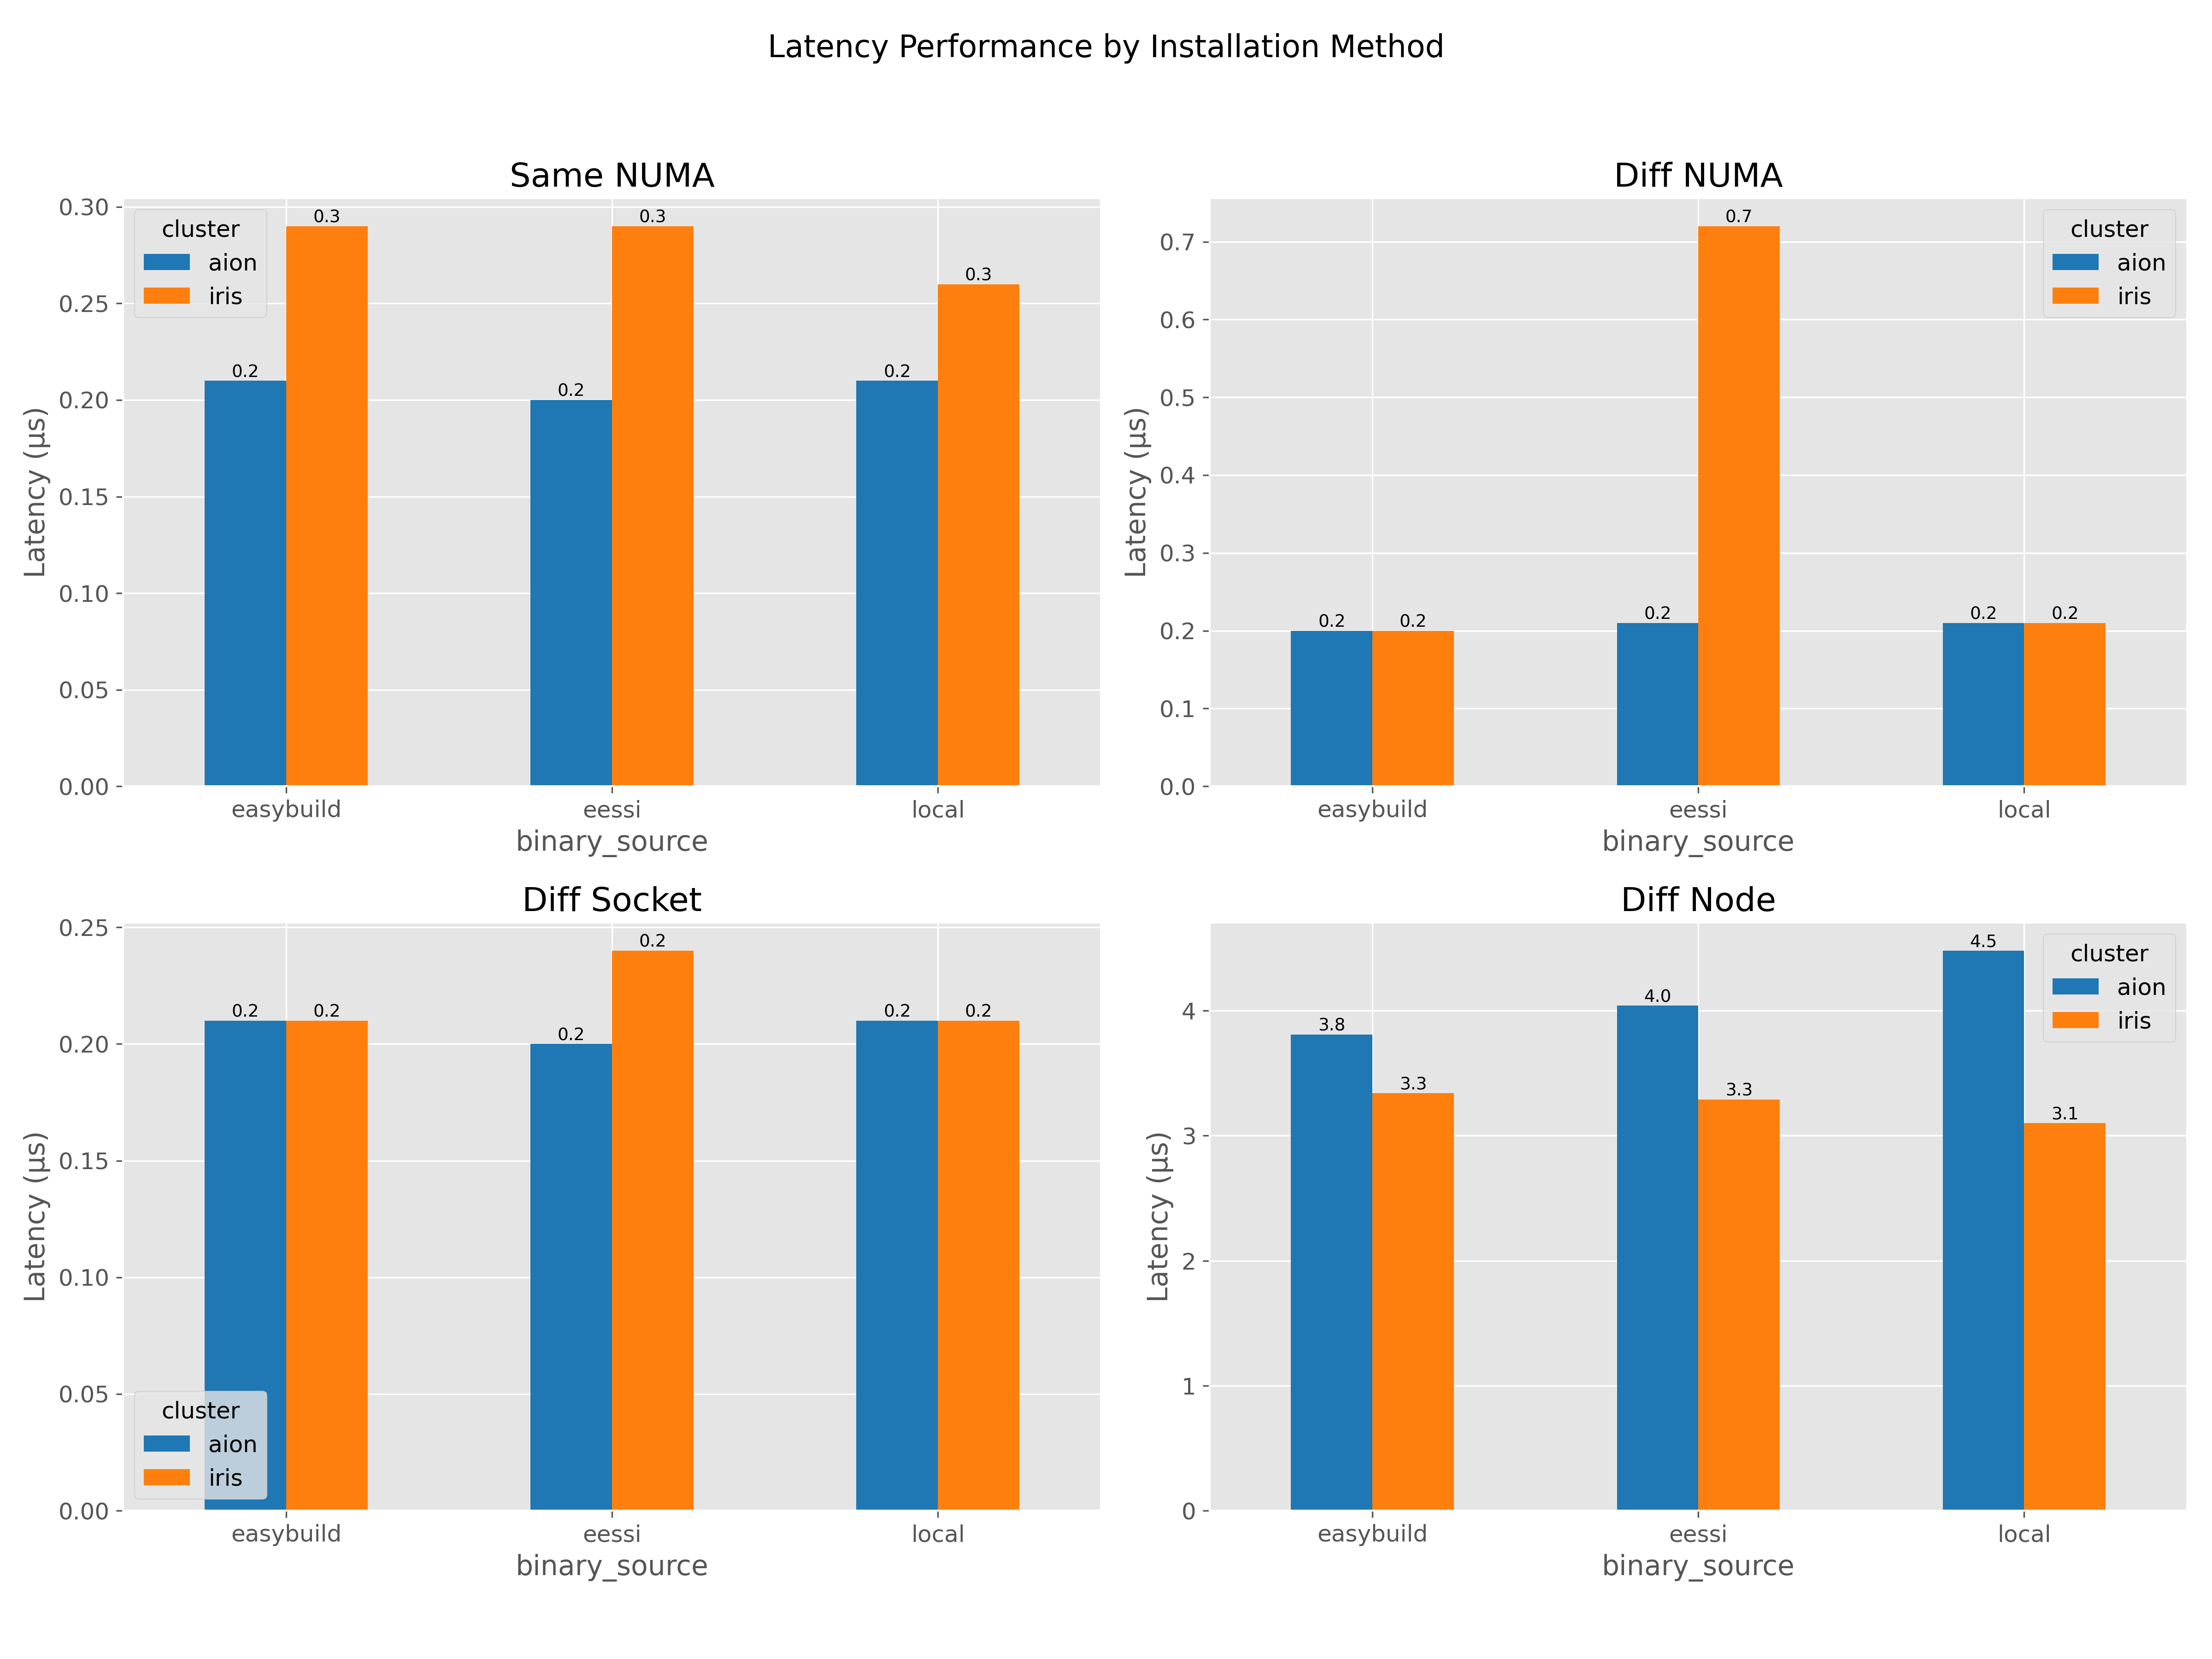 Latency Performance by Installation Method
Same NUMA
Latency (µs)
0.30
0.25
0.20
0.15
0.10
0.05
0.00
cluster
aion
iris
0.2
0.3
0.2
0.3
0.2
0.3
easybuild
eessi
local
binary_source
Diff NUMA
Latency (µs)
0.7
0.6
0.5
0.4
0.3
0.2
0.1
0.0
cluster
aion
iris
0.2
0.2
0.2
0.7
0.2
0.2
easybuild
eessi
local
binary_source
Diff Socket
Latency (µs)
0.25
0.20
0.15
0.10
0.05
0.00
0.2
0.2
0.2
0.2
0.2
0.2
cluster
aion
iris
easybuild
eessi
local
binary_source
Diff Node
Latency (µs)
4
3
2
1
0
cluster
aion
iris
3.8
3.3
4.0
3.3
4.5
3.1
easybuild
eessi
local
binary_source